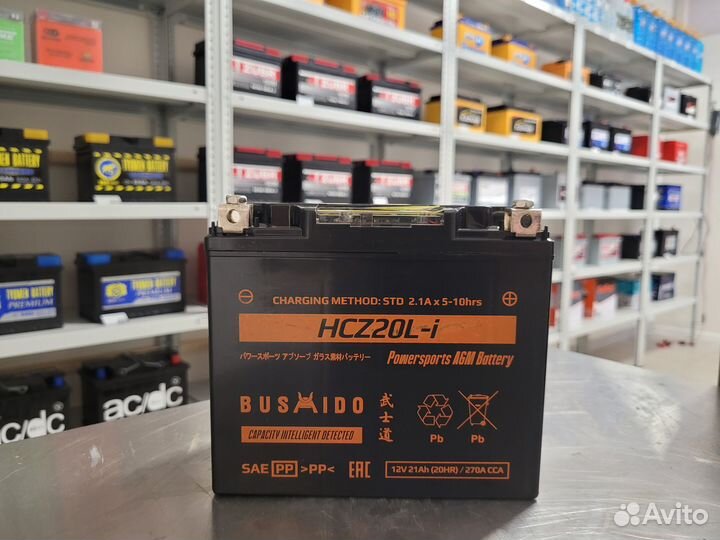 CHARGING METHOD: STD 2.1A x 5-10hrs
HCZ20L-i
パワースポーツ アブソーブ ガラス素材バッテリー
Powersports AGM Battery
BUSHIDO
武士道
CAPACITY INTELLIGENT DETECTED
Pb Pb
SAE PP >PP< EAC
12V 21Ah (20HR) / 270A CCA
TYUMEN BATTERY
TYUMEN BATTERY
PREMIUM
TYUMEN BATTERY
PREMIUM
ac/dc
ac/dc
Avito